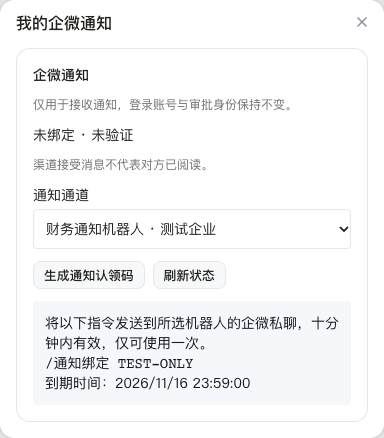 我的企微通知
企微通知
仅用于接收通知，登录账号与审批身份保持不变。
未绑定 · 未验证
渠道接受消息不代表对方已阅读。
通知通道
财务通知机器人 · 测试企业
生成通知认领码 刷新状态
将以下指令发送到所选机器人的企微私聊，十分
钟内有效，仅可使用一次。
/通知绑定 TEST-ONLY
到期时间：2026/11/16 23:59:00